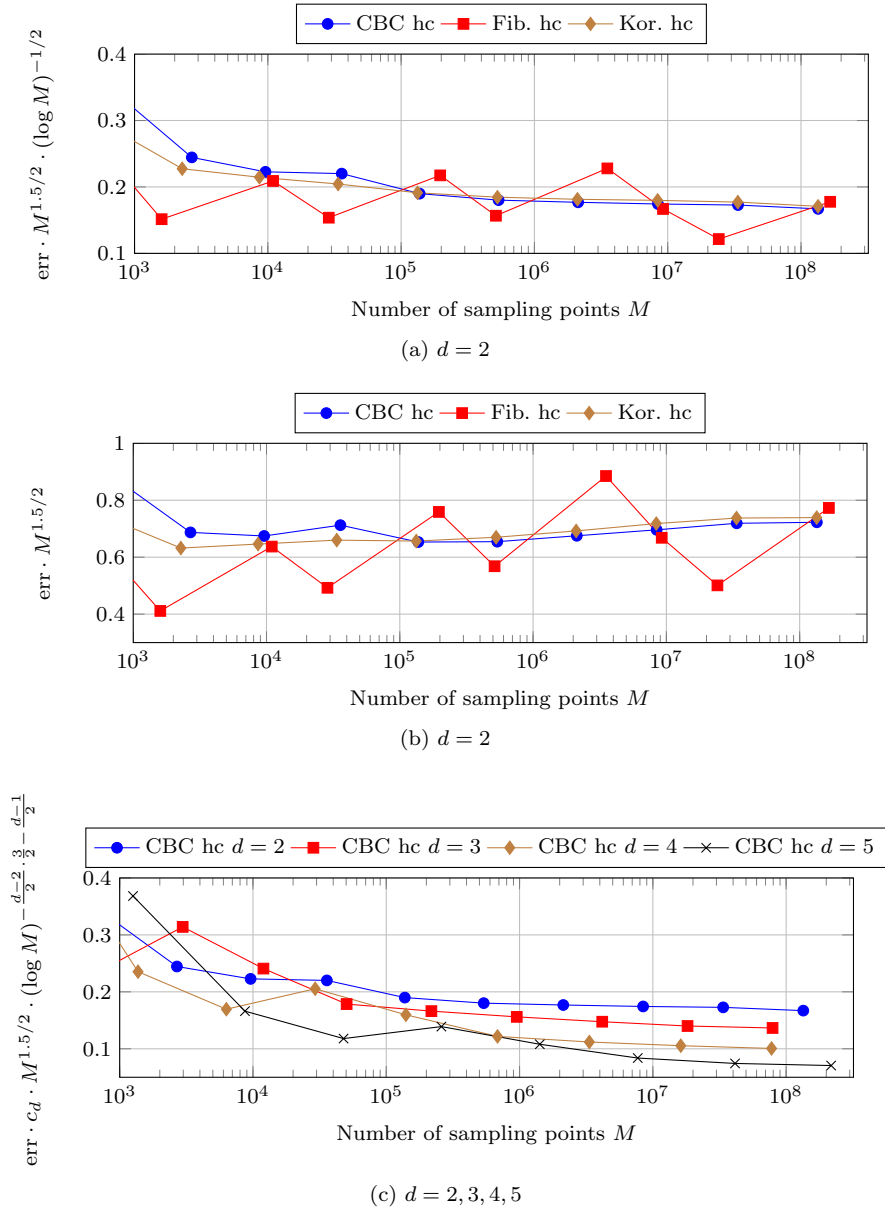 CBC hc Fib. hc Kor. hc
err · M^{1.5/2} · (log M)^{−1/2}
0.4
0.3
0.2
0.1
10^3 10^4 10^5 10^6 10^7 10^8
Number of sampling points M
(a) d = 2
CBC hc Fib. hc Kor. hc
err · M^{1.5/2}
1
0.8
0.6
0.4
10^3 10^4 10^5 10^6 10^7 10^8
Number of sampling points M
(b) d = 2
CBC hc d = 2 CBC hc d = 3 CBC hc d = 4 CBC hc d = 5
err · c_d · M^{1.5/2} · (log M)^{−\frac{d−2}{2}·\frac{3}{2}−\frac{d−1}{2}}
0.4
0.3
0.2
0.1
10^3 10^4 10^5 10^6 10^7 10^8
Number of sampling points M
(c) d = 2, 3, 4, 5